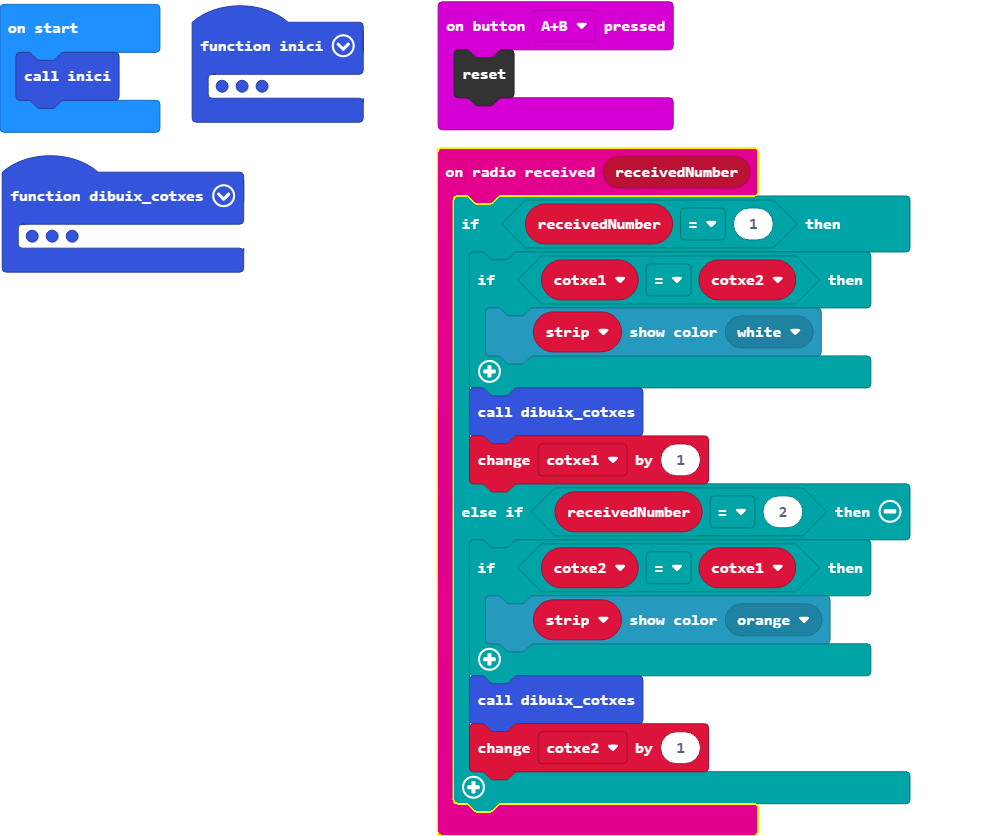 on start
call inici
function inici
function dibuix_cotxes
on button A+B pressed
reset
on radio received receivedNumber
if receivedNumber = 1 then
if cotxe1 = cotxe2 then
strip show color white
call dibuix_cotxes
change cotxe1 by 1
else if receivedNumber = 2 then
if cotxe2 = cotxe1 then
strip show color orange
call dibuix_cotxes
change cotxe2 by 1